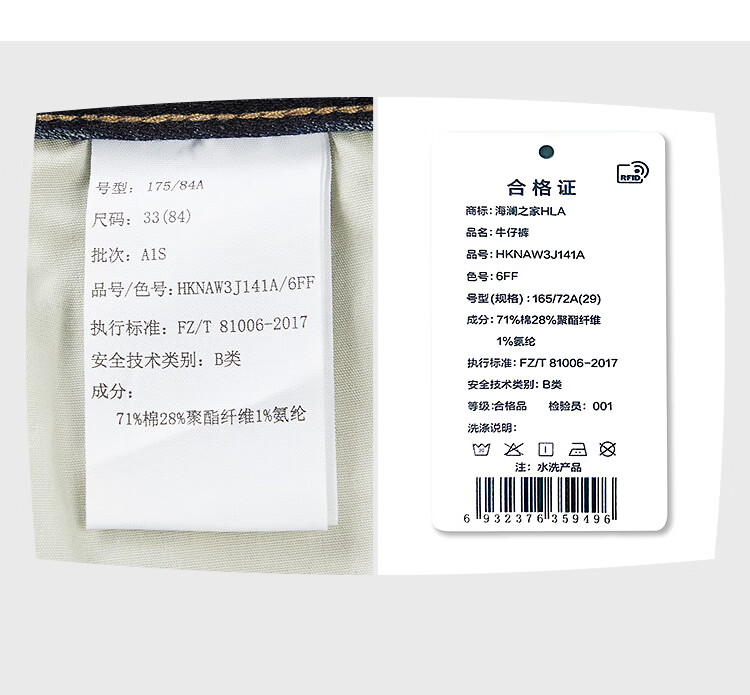 号型: 175/84A
尺码: 33(84)
批次: A1S
品号/色号: HKNAW3J141A/6FF
执行标准: FZ/T 81006-2017
安全技术类别: B类
成分:
71%棉28%聚酯纤维1%氨纶
RFID
合格证
商标: 海澜之家HLA
品名: 牛仔裤
品号: HKNAW3J141A
色号: 6FF
号型(规格): 165/72A(29)
成分: 71%棉28%聚酯纤维
1%氨纶
执行标准: FZ/T 81006-2017
安全技术类别: B类
等级:合格品 检验员: 001
洗涤说明:
30
注: 水洗产品
6 932376 359496